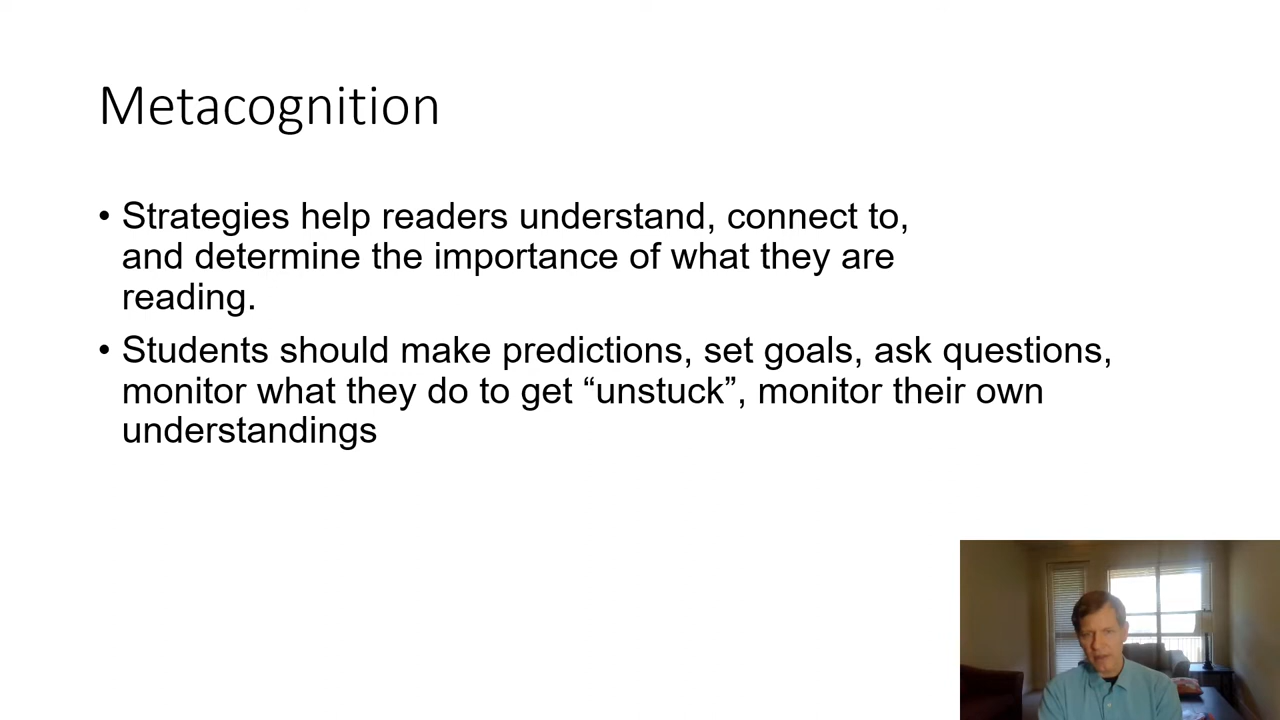 Metacognition
• Strategies help readers understand, connect to,
and determine the importance of what they are
reading.
• Students should make predictions, set goals, ask questions,
monitor what they do to get “unstuck”, monitor their own
understandings